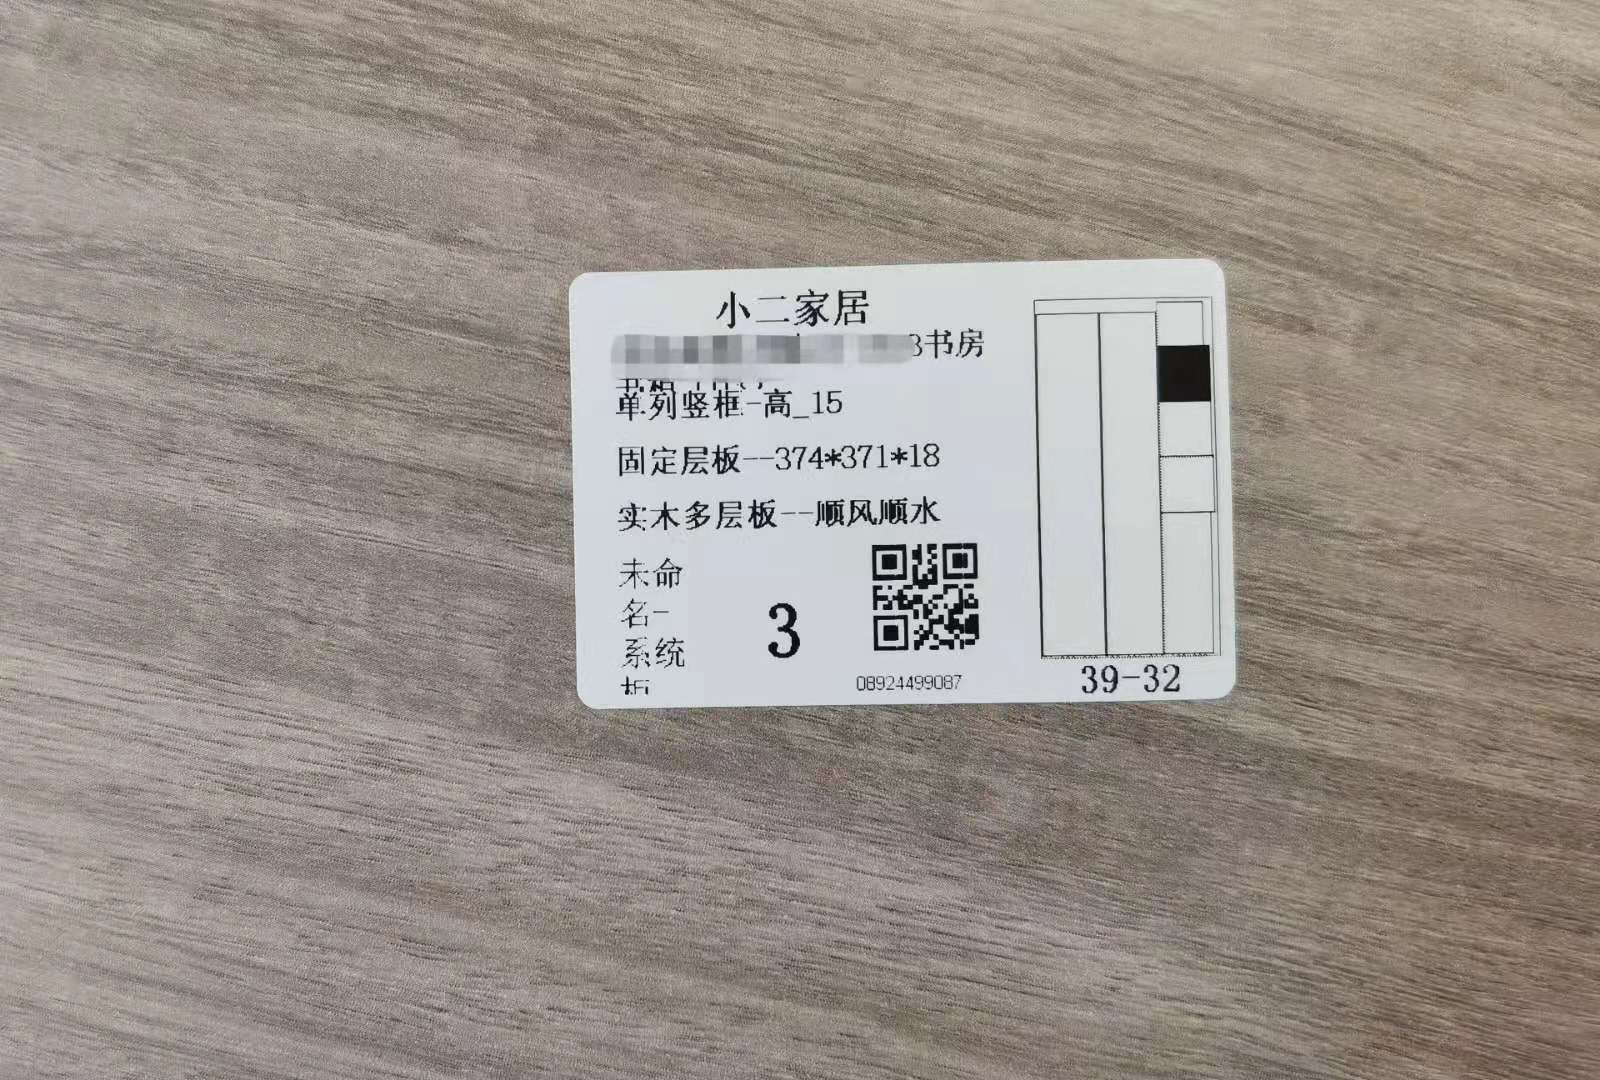 小二家居
3书房
单列竖框-高_15
固定层板--374*371*18
实木多层板--顺风顺水
未命
名-
系统
3
08924499087
39-32